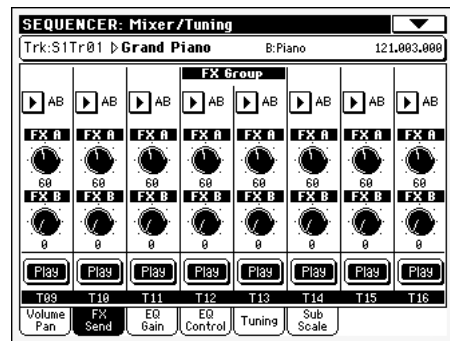 SEQUENCER: Mixer/Tuning
Trk:S1Tr01 Grand Piano B:Piano 121.003.000
FX Group
AB AB AB AB AB AB AB AB
FX A FX A FX A FX A FX A FX A FX A FX A
60 60 60 60 60 60 60 60
FX B FX B FX B FX B FX B FX B FX B FX B
0 0 0 0 0 0 0 0
Play Play Play Play Play Play Play Play
T09 T10 T11 T12 T13 T14 T15 T16
Volume Pan FX Send EQ Gain EQ Control Tuning Sub Scale